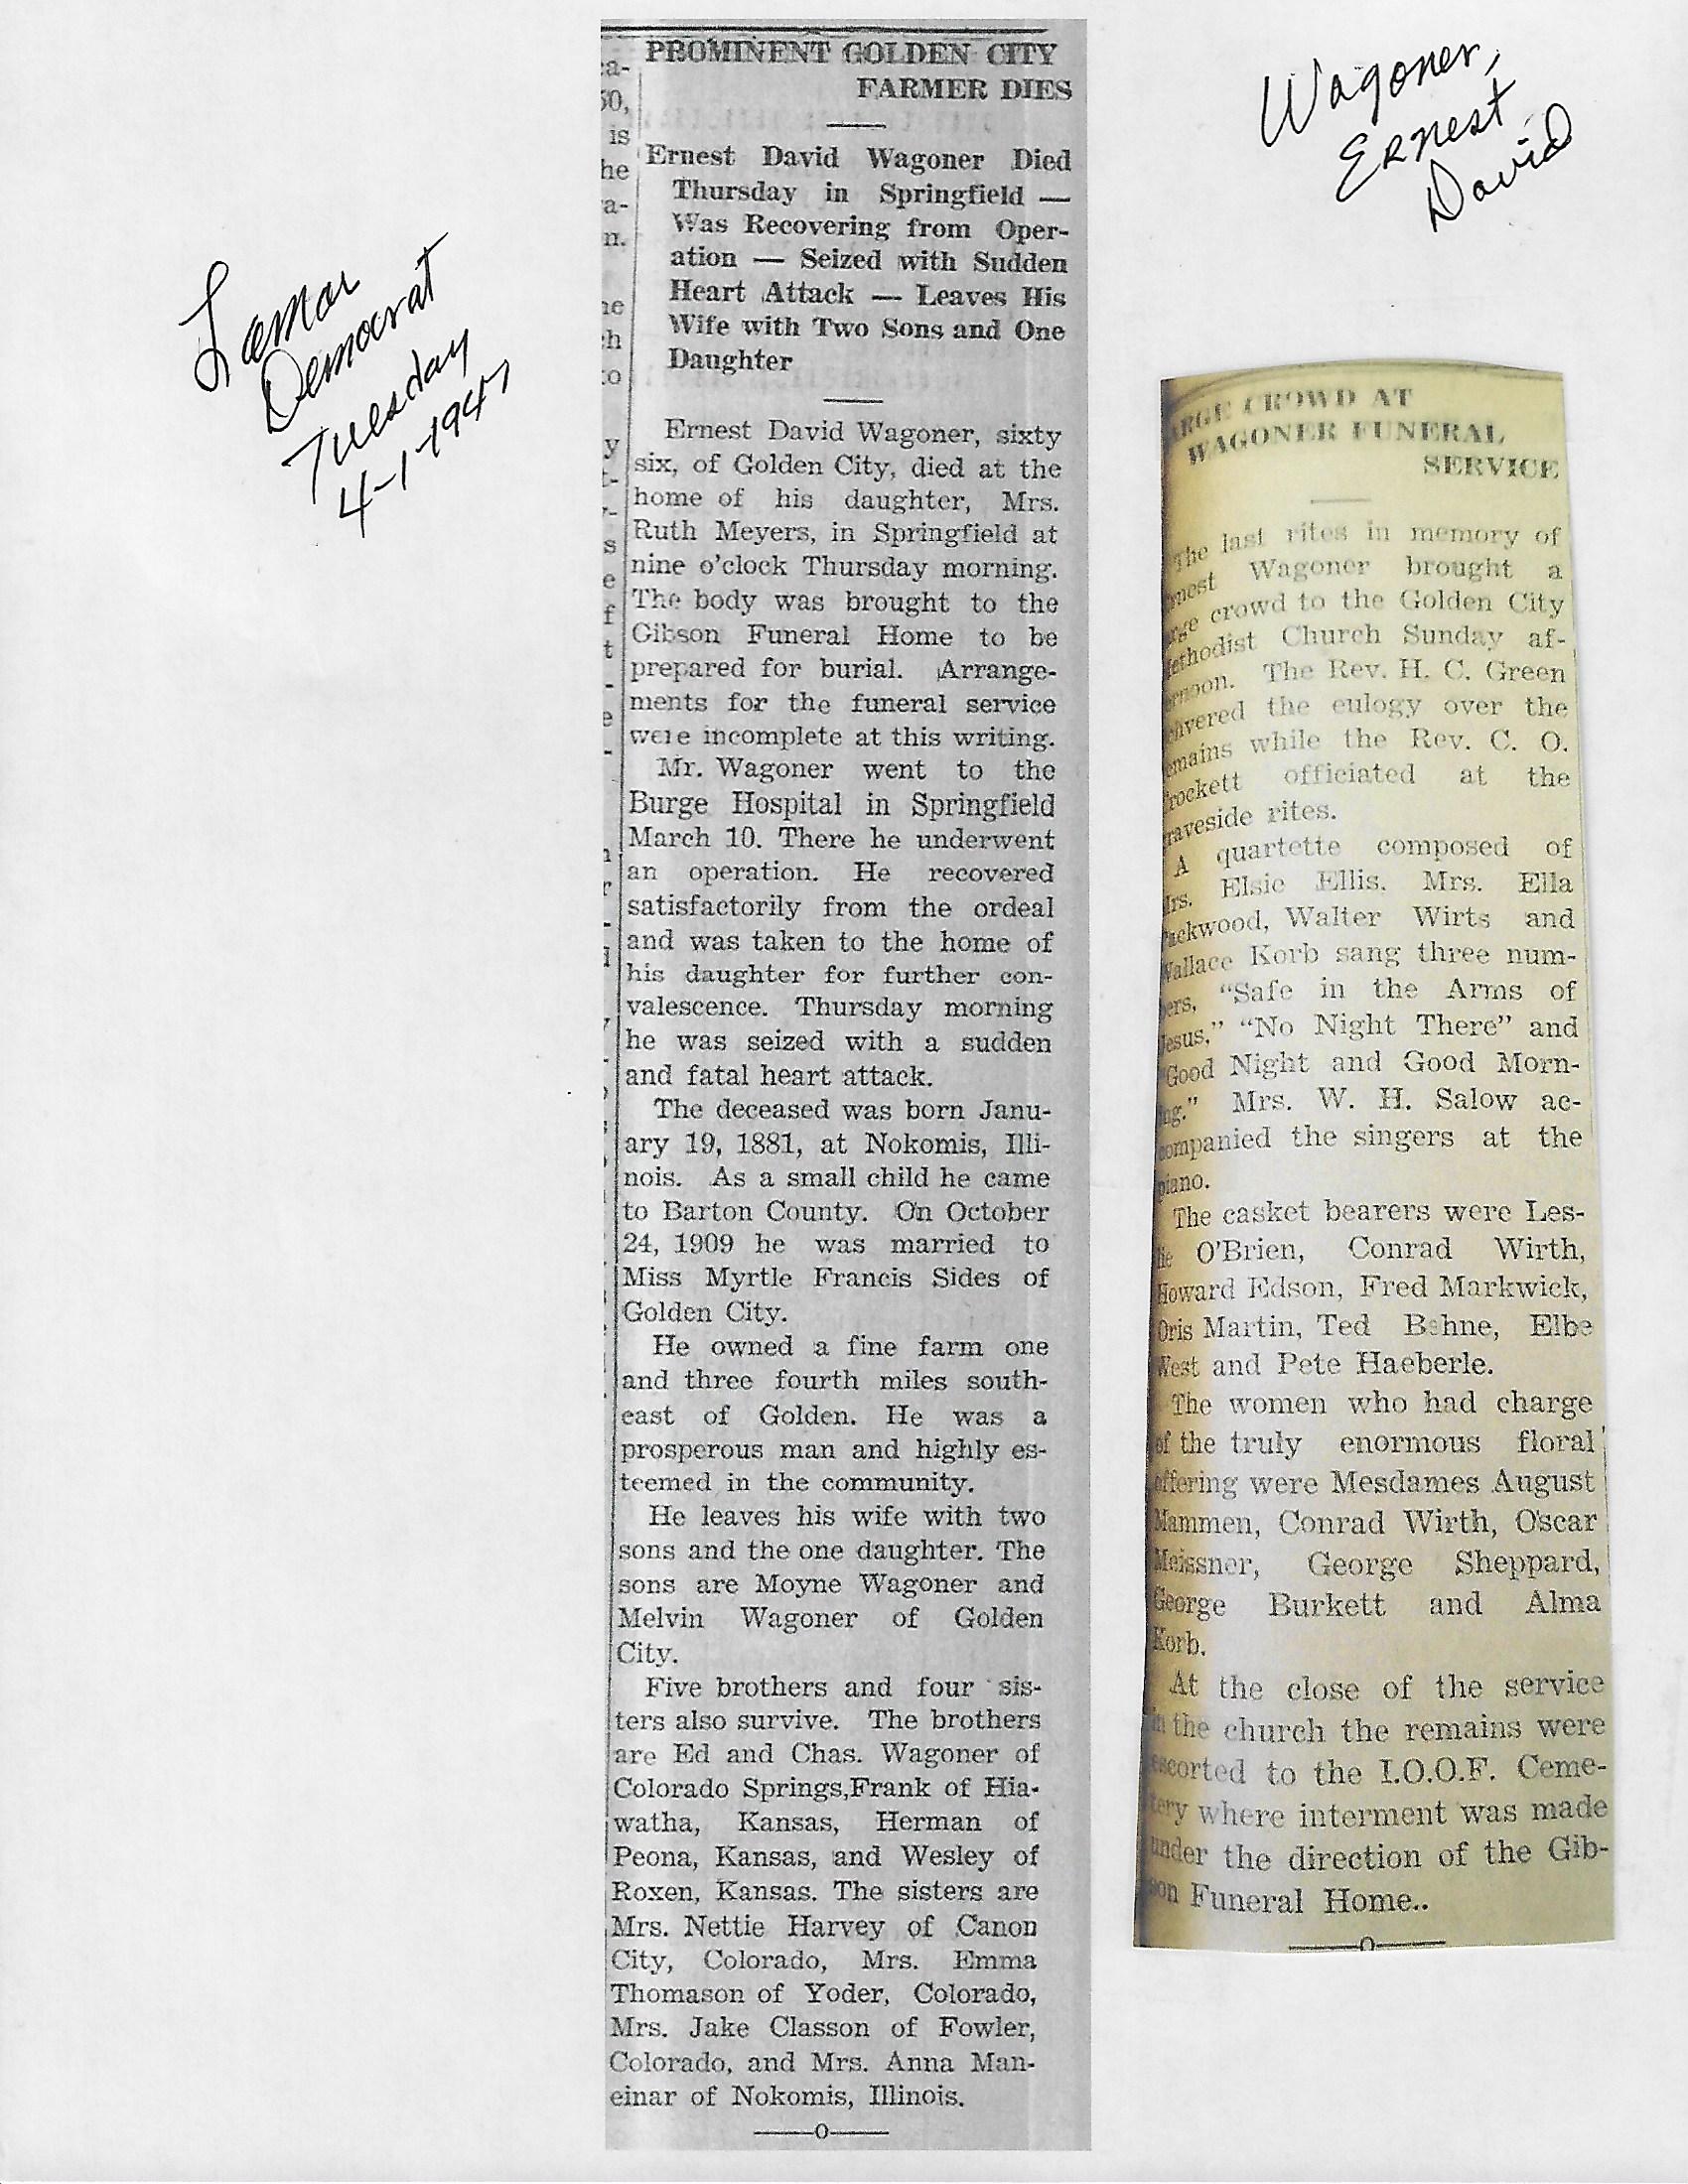 Lamar
Democrat
Tuesday
4-1-1947
PROMINENT GOLDEN CITY
FARMER DIES
Ernest David Wagoner Died
Thursday in Springfield —
Was Recovering from Oper-
ation — Seized with Sudden
Heart Attack — Leaves His
Wife with Two Sons and One
Daughter
Ernest David Wagoner, sixty
six, of Golden City, died at the
home of his daughter, Mrs.
Ruth Meyers, in Springfield at
nine o'clock Thursday morning.
The body was brought to the
Gibson Funeral Home to be
prepared for burial. Arrange-
ments for the funeral service
were incomplete at this writing.
Mr. Wagoner went to the
Burge Hospital in Springfield
March 10. There he underwent
an operation. He recovered
satisfactorily from the ordeal
and was taken to the home of
his daughter for further con-
valescence. Thursday morning
he was seized with a sudden
and fatal heart attack.
The deceased was born Janu-
ary 19, 1881, at Nokomis, Illi-
nois. As a small child he came
to Barton County. On October
24, 1909 he was married to
Miss Myrtle Francis Sides of
Golden City.
He owned a fine farm one
and three fourth miles south-
east of Golden. He was a
prosperous man and highly es-
teemed in the community.
He leaves his wife with two
sons and the one daughter. The
sons are Moyne Wagoner and
Melvin Wagoner of Golden
City.
Five brothers and four sis-
ters also survive. The brothers
are Ed and Chas. Wagoner of
Colorado Springs,Frank of Hia-
watha, Kansas, Herman of
Peona, Kansas, and Wesley of
Roxen, Kansas. The sisters are
Mrs. Nettie Harvey of Canon
City, Colorado, Mrs. Emma
Thomason of Yoder, Colorado,
Mrs. Jake Classon of Fowler,
Colorado, and Mrs. Anna Man-
einar of Nokomis, Illinois.
——o——
Wagoner,
Ernest
David
ARGE CROWD AT
WAGONER FUNERAL
SERVICE
The last rites in memory of
rnest Wagoner brought a
rge crowd to the Golden City
ethodist Church Sunday af-
ernoon. The Rev. H. C. Green
elivered the eulogy over the
emains while the Rev. C. O.
rockett officiated at the
raveside rites.
A quartette composed of
rs. Elsie Ellis, Mrs. Ella
ackwood, Walter Wirts and
Wallace Korb sang three num-
bers, "Safe in the Arms of
Jesus," "No Night There" and
"Good Night and Good Morn-
ing." Mrs. W. H. Salow ac-
companied the singers at the
piano.
The casket bearers were Les-
lie O'Brien, Conrad Wirth,
Howard Edson, Fred Markwick,
Oris Martin, Ted Behne, Elbe
West and Pete Haeberle.
The women who had charge
of the truly enormous floral
offering were Mesdames August
Mammen, Conrad Wirth, Oscar
Meissner, George Sheppard,
George Burkett and Alma
Korb.
At the close of the service
in the church the remains were
escorted to the I.O.O.F. Ceme-
tery where interment was made
under the direction of the Gib-
son Funeral Home..
——o——